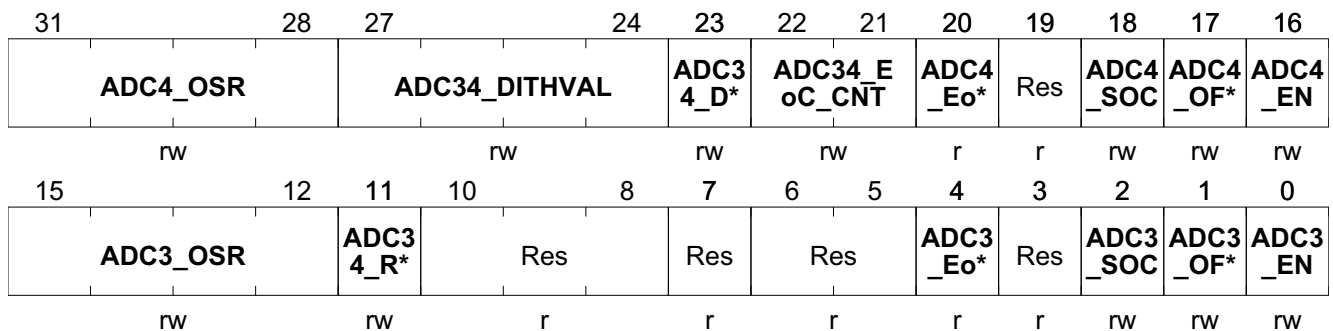 31 28 27 24 23 22 21 20 19 18 17 16
ADC4_OSR ADC34_DITHVAL ADC3 ADC34_E ADC4 Res ADC4 ADC4 ADC4
4_D* oC_CNT _Eo* _SOC _OF* _EN
rw rw rw rw r r rw rw rw
15 12 11 10 8 7 6 5 4 3 2 1 0
ADC3_OSR ADC3 Res Res Res ADC3 Res ADC3 ADC3 ADC3
4_R* _Eo* _SOC _OF* _EN
rw rw r r r r r rw rw rw